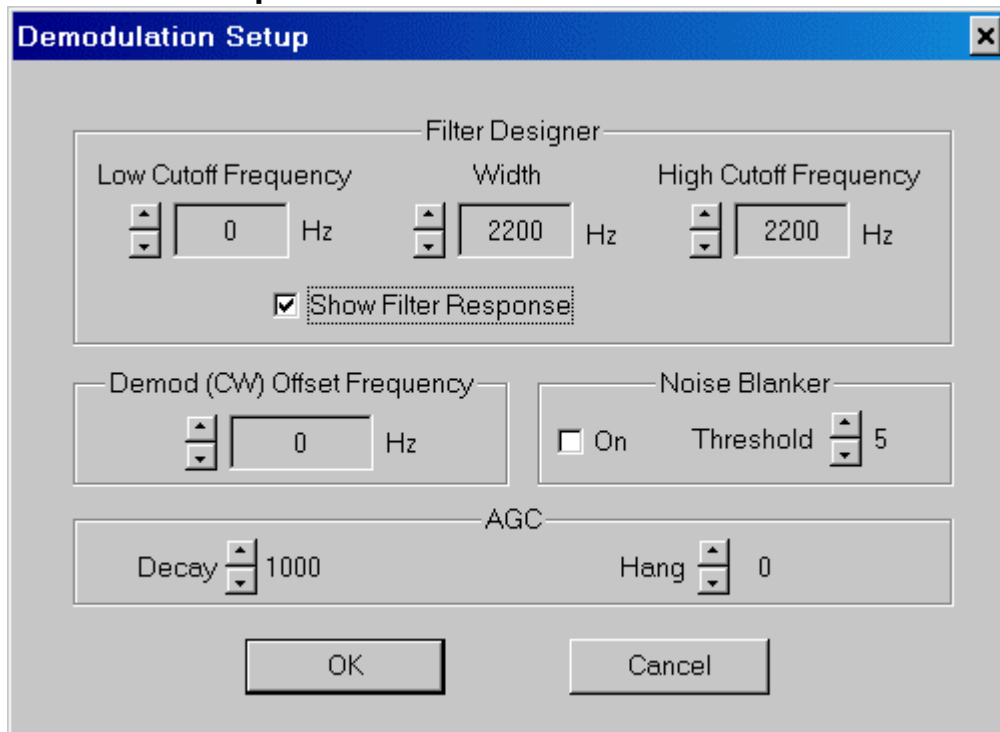 Demodulation Setup
Filter Designer
Low Cutoff Frequency Width High Cutoff Frequency
0 Hz 2200 Hz 2200 Hz
Show Filter Response
Demod (CW) Offset Frequency
0 Hz
Noise Blanker
On Threshold 5
AGC
Decay 1000 Hang 0
OK Cancel